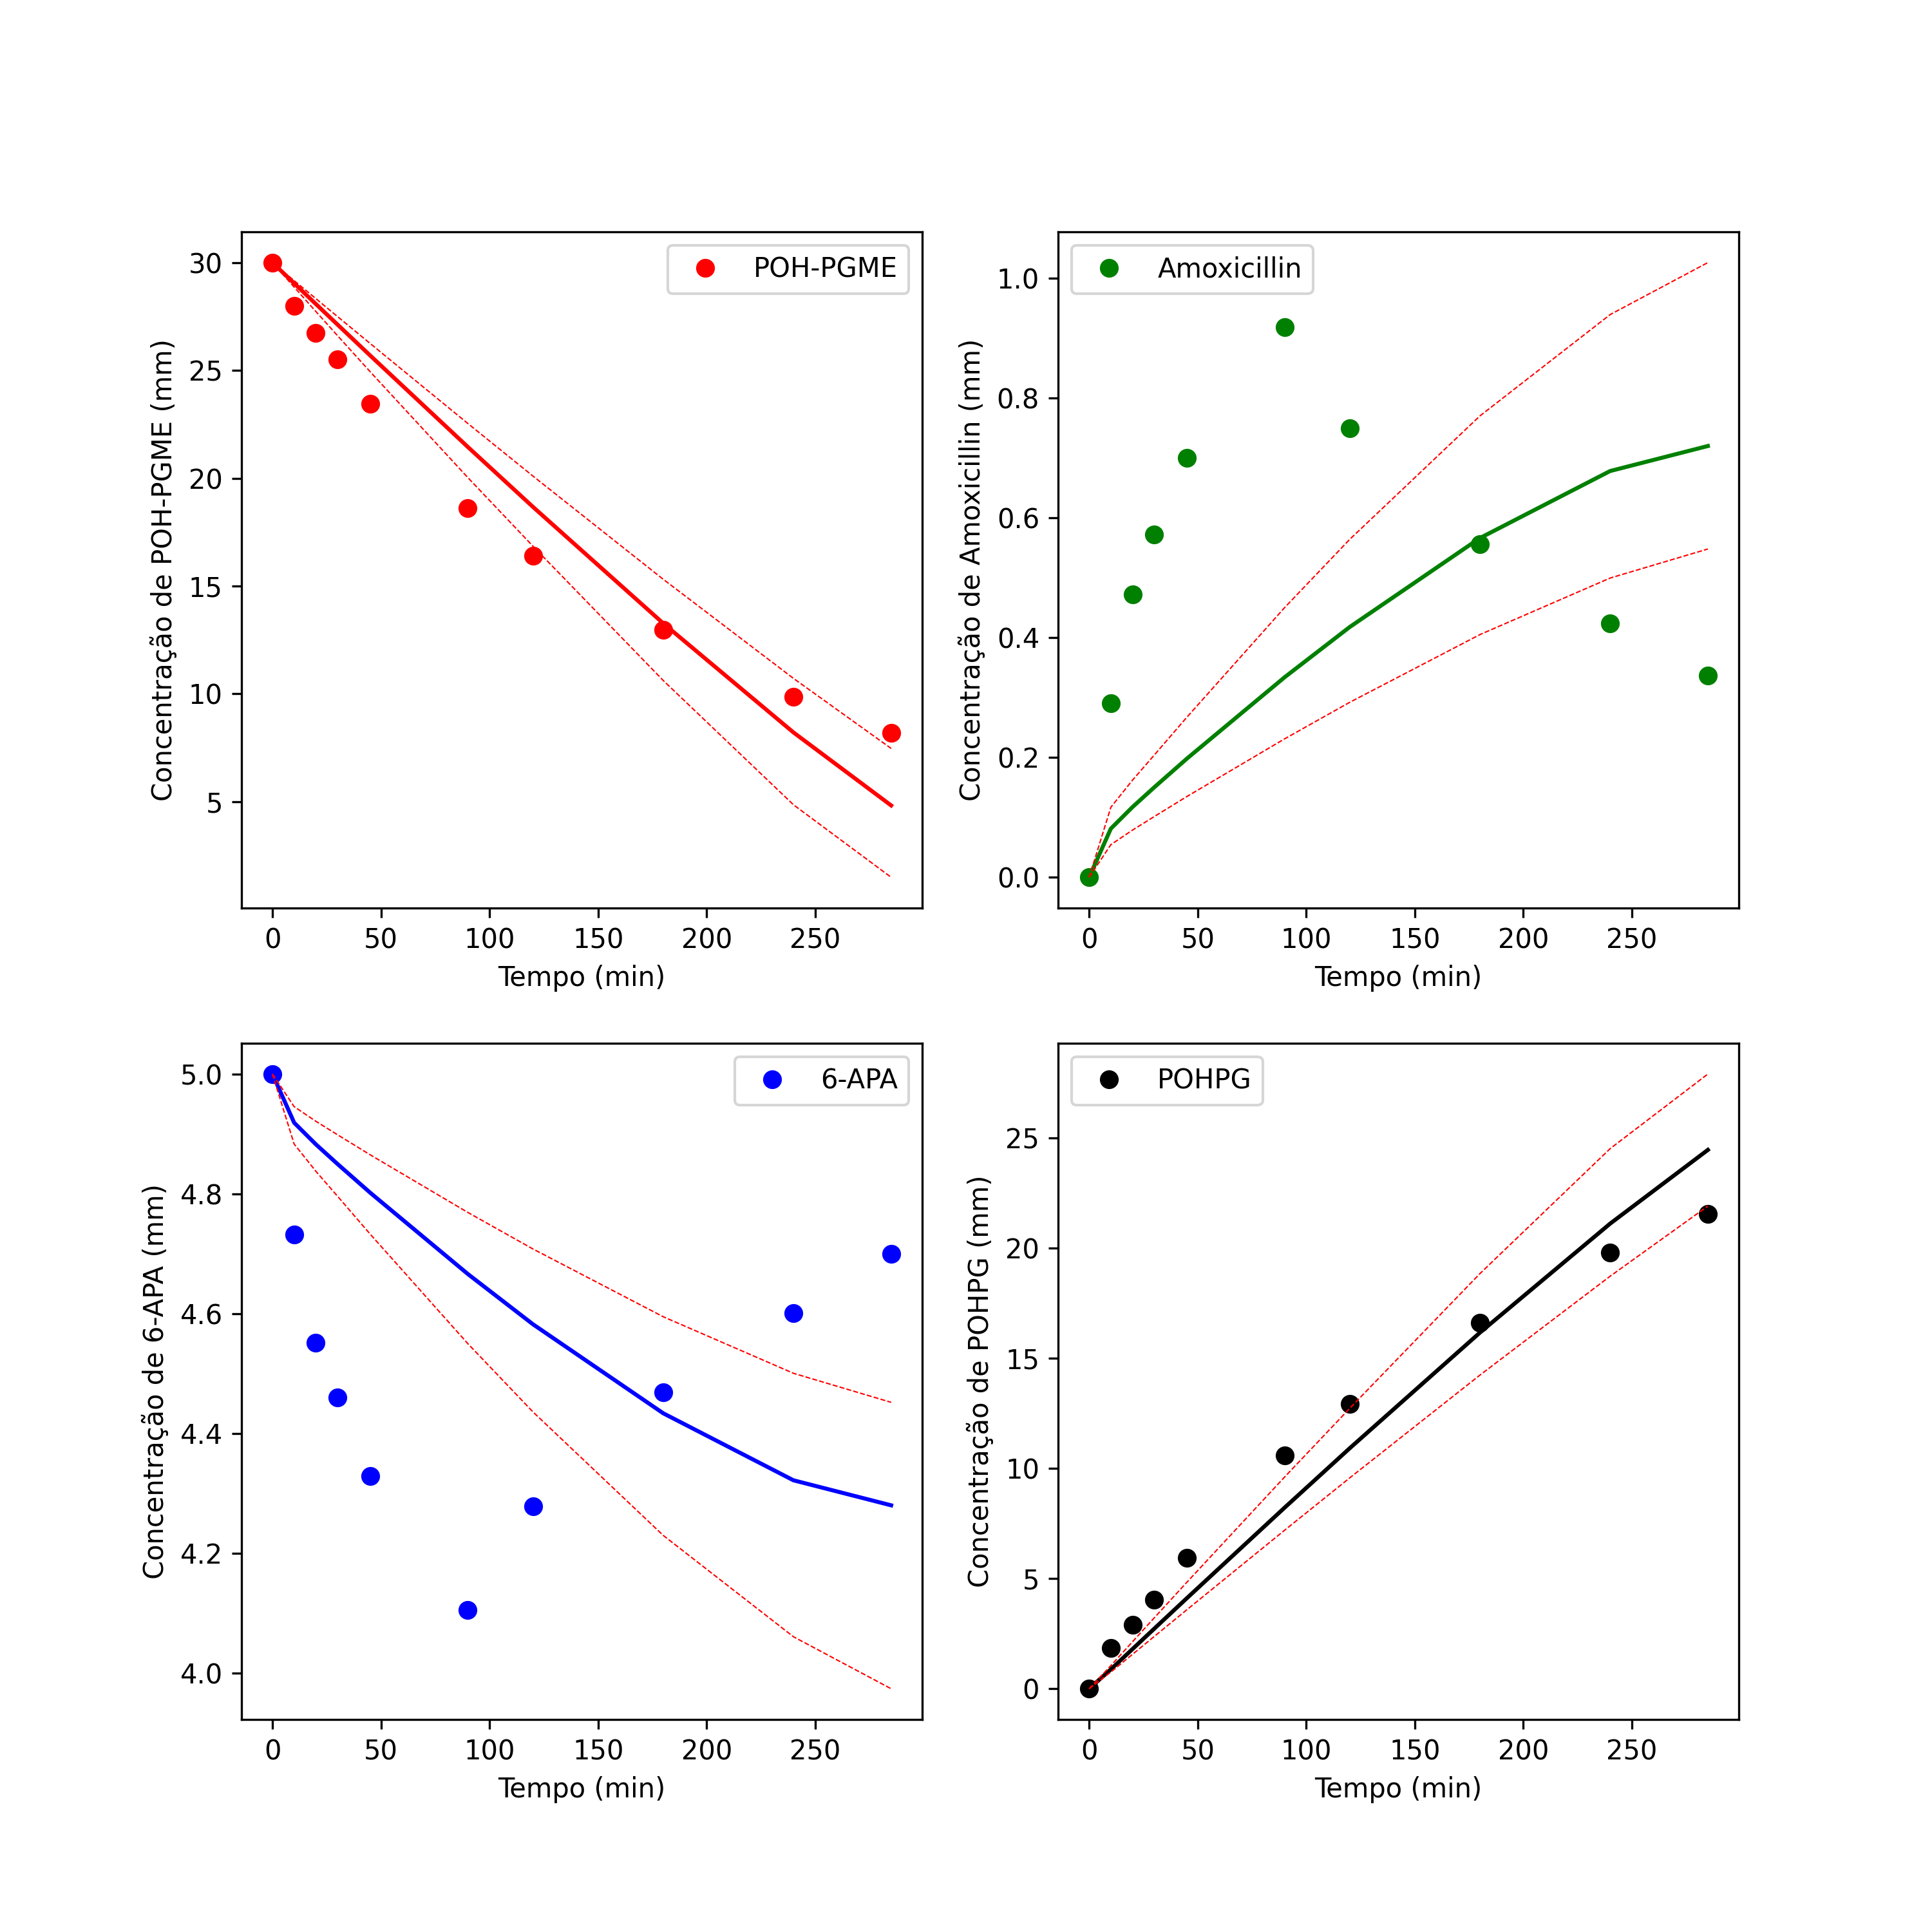 POH-PGME
Concentração de POH-PGME (mm)
30
25
20
15
10
5
0 50 100 150 200 250
Tempo (min)
Amoxicillin
Concentração de Amoxicillin (mm)
1.0
0.8
0.6
0.4
0.2
0.0
0 50 100 150 200 250
Tempo (min)
6-APA
Concentração de 6-APA (mm)
5.0
4.8
4.6
4.4
4.2
4.0
0 50 100 150 200 250
Tempo (min)
POHPG
Concentração de POHPG (mm)
25
20
15
10
5
0
0 50 100 150 200 250
Tempo (min)